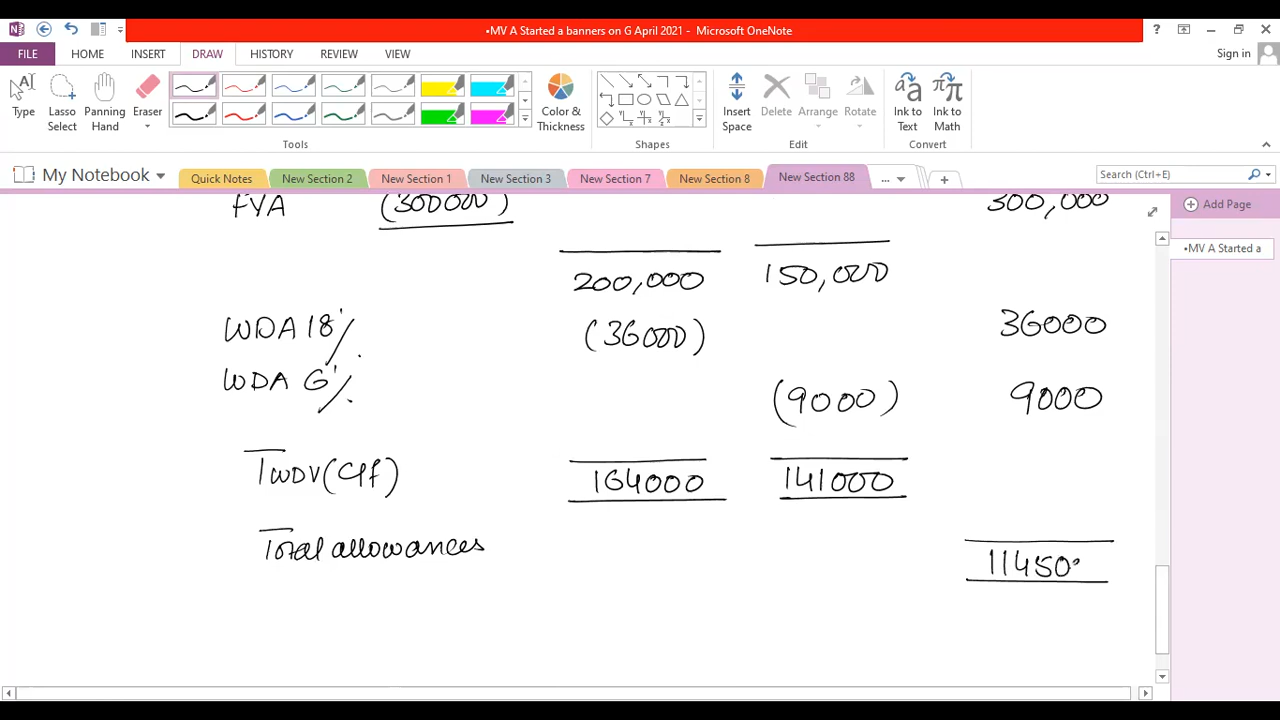 •MV A Started a banners on G April 2021 - Microsoft OneNote
FILE HOME INSERT DRAW HISTORY REVIEW VIEW Sign in
Type Lasso Select Panning Hand Eraser Color & Thickness Insert Space Delete Arrange Rotate Ink to Text Ink to Math
Tools Shapes Edit Convert
My Notebook Quick Notes New Section 2 New Section 1 New Section 3 New Section 7 New Section 8 New Section 88 ... Search (Ctrl+E)
Add Page
•MV A Started a
FYA (300000) 300,000
200,000 150,000
WDA 18% (36000) 36000
WDA 6% (9000) 9000
TWDV (C/f) 164000 141000
Total allowances 11450